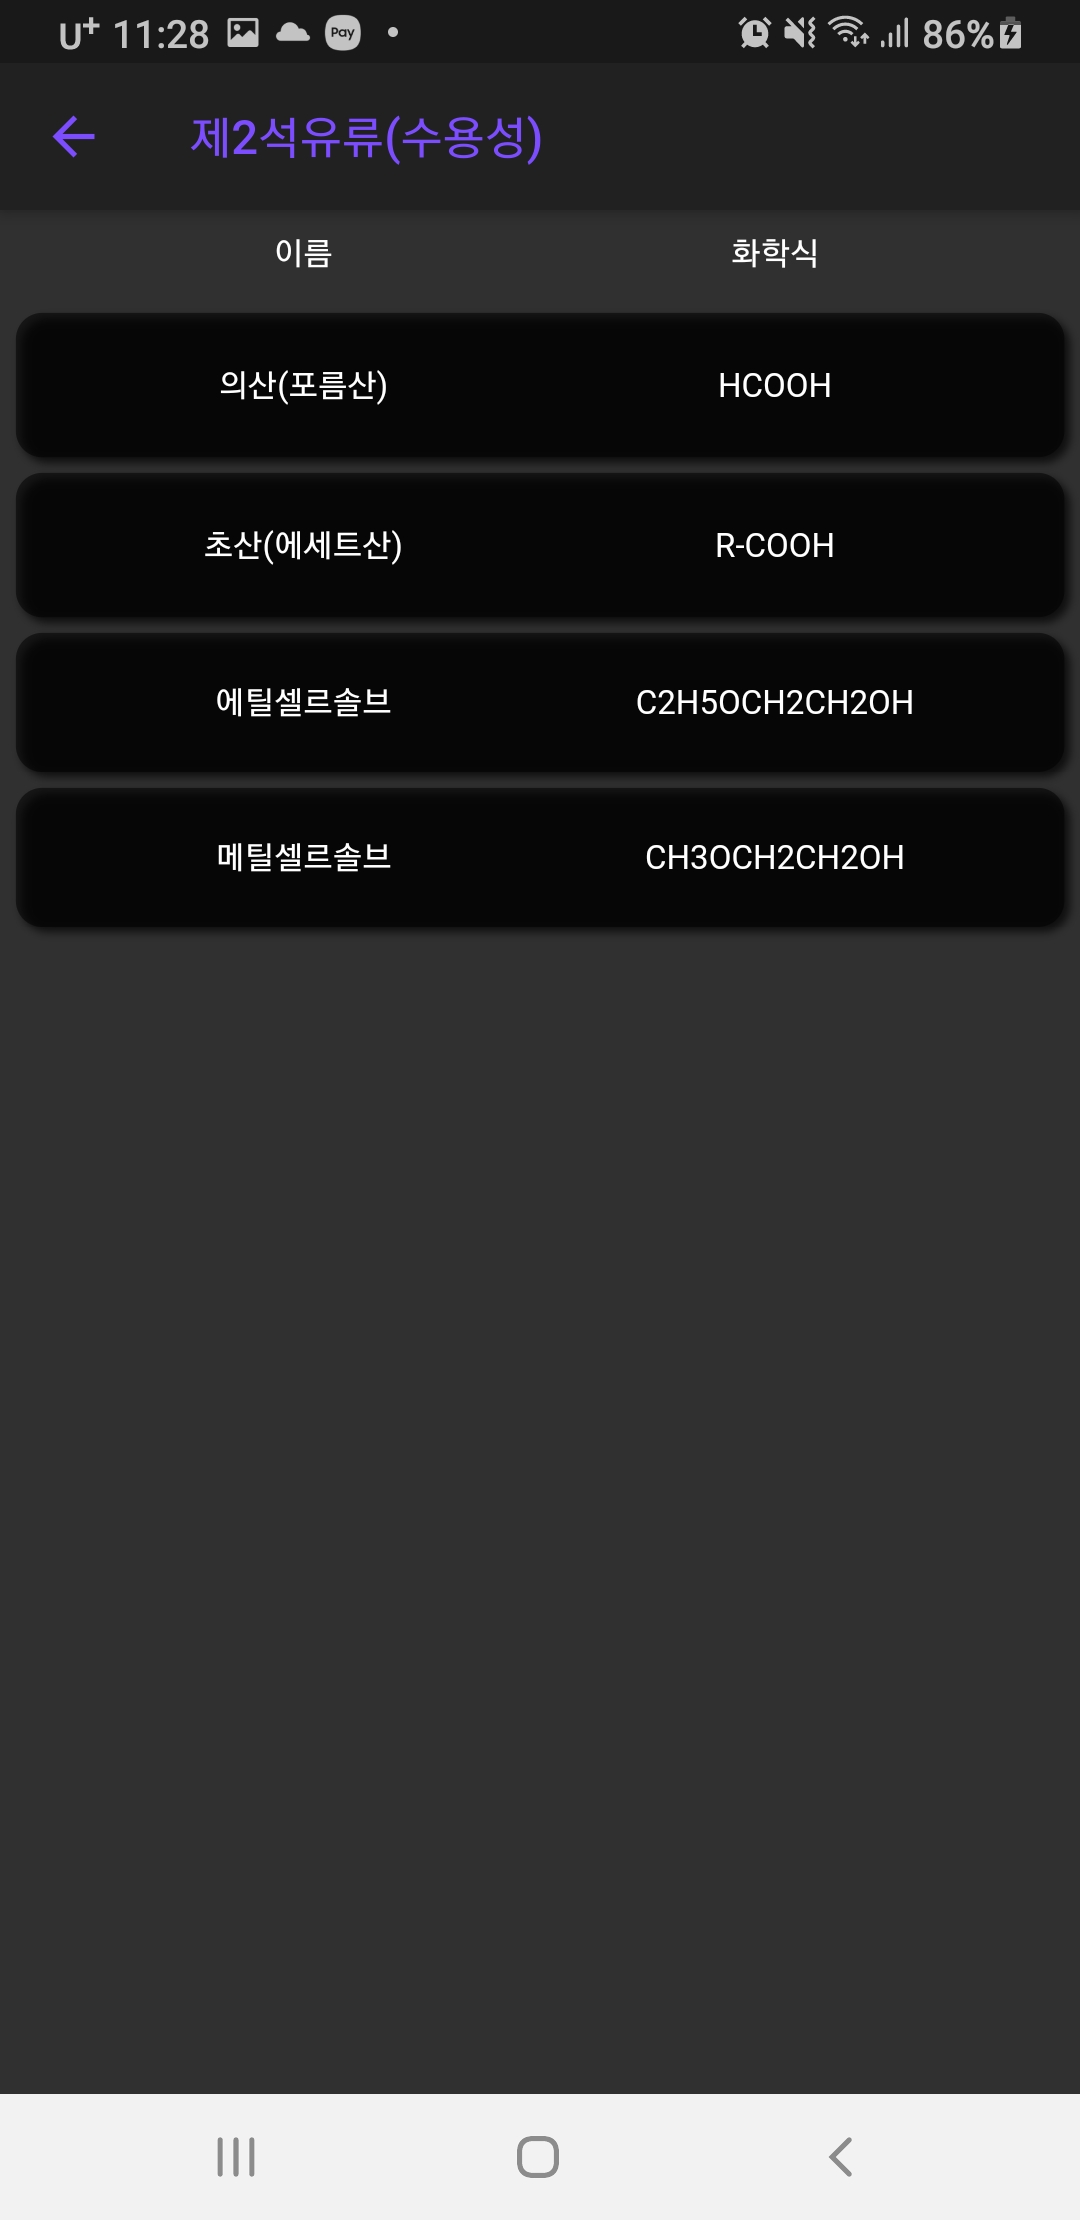 U+ 11:28 Pay 86%
제2석유류(수용성)
이름 화학식
의산(포름산) HCOOH
초산(에세트산) R-COOH
에틸셀르솔브 C2H5OCH2CH2OH
메틸셀르솔브 CH3OCH2CH2OH